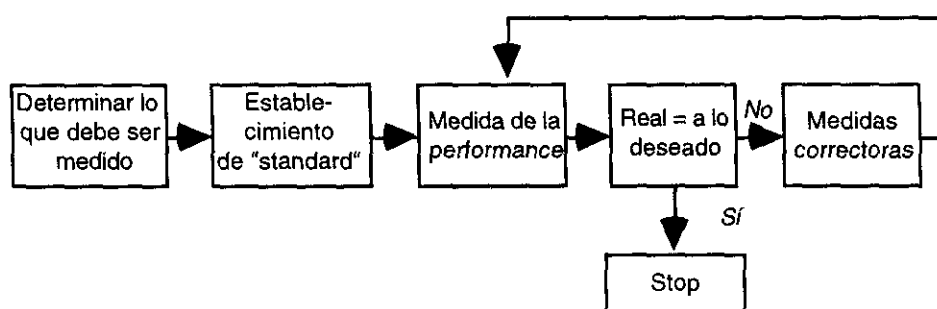 Determinar lo
que debe ser
medido
Estable-
cimiento
de “standard“
Medida de la
performance
Real = a lo
deseado
No
Medidas
correctoras
Sí
Stop